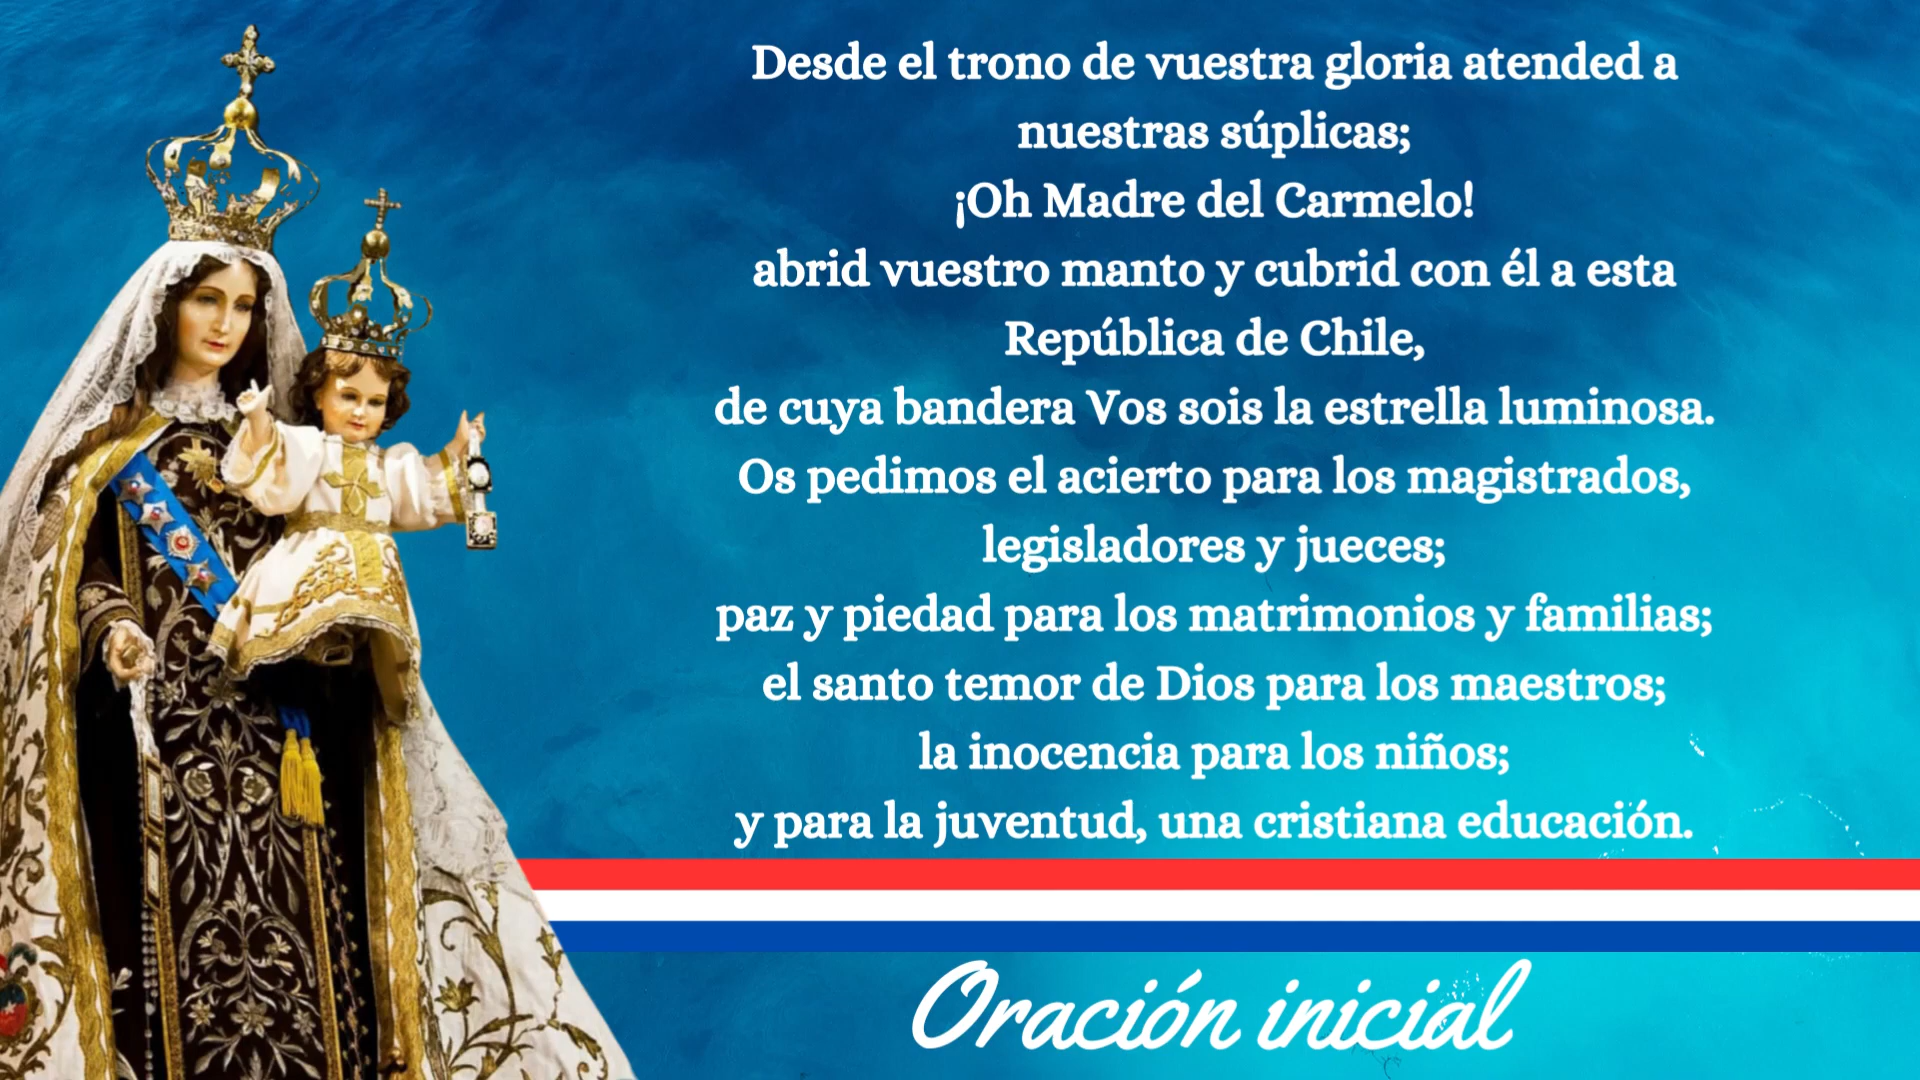 Desde el trono de vuestra gloria atended a
nuestras súplicas;
¡Oh Madre del Carmelo!
abrid vuestro manto y cubrid con él a esta
República de Chile,
de cuya bandera Vos sois la estrella luminosa.
Os pedimos el acierto para los magistrados,
legisladores y jueces;
paz y piedad para los matrimonios y familias;
el santo temor de Dios para los maestros;
la inocencia para los niños;
y para la juventud, una cristiana educación.
Oración inicial